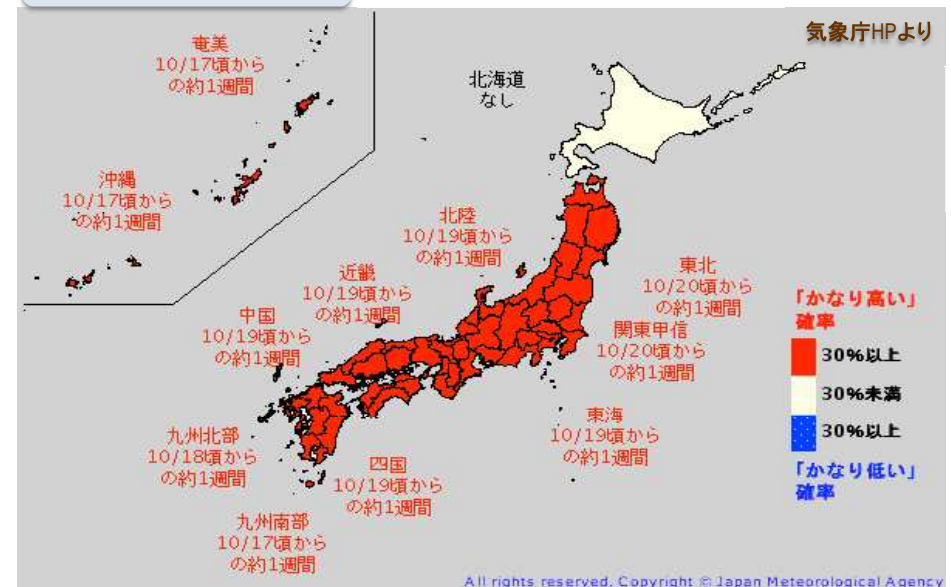 気象庁HPより
奄美
10/17頃から
の約1週間
北海道
なし
沖縄
10/17頃から
の約1週間
北陸
10/19頃から
の約1週間
近畿
10/19頃から
の約1週間
東北
10/20頃から
の約1週間
中国
10/19頃から
の約1週間
関東甲信
10/20頃から
の約1週間
東海
10/19頃から
の約1週間
九州北部
10/18頃から
の約1週間
四国
10/19頃から
の約1週間
九州南部
10/17頃から
の約1週間
「かなり高い」
確率
30%以上
30%未満
30%以上
「かなり低い」
確率
All rights reserved. Copyright © Japan Meteorological Agency